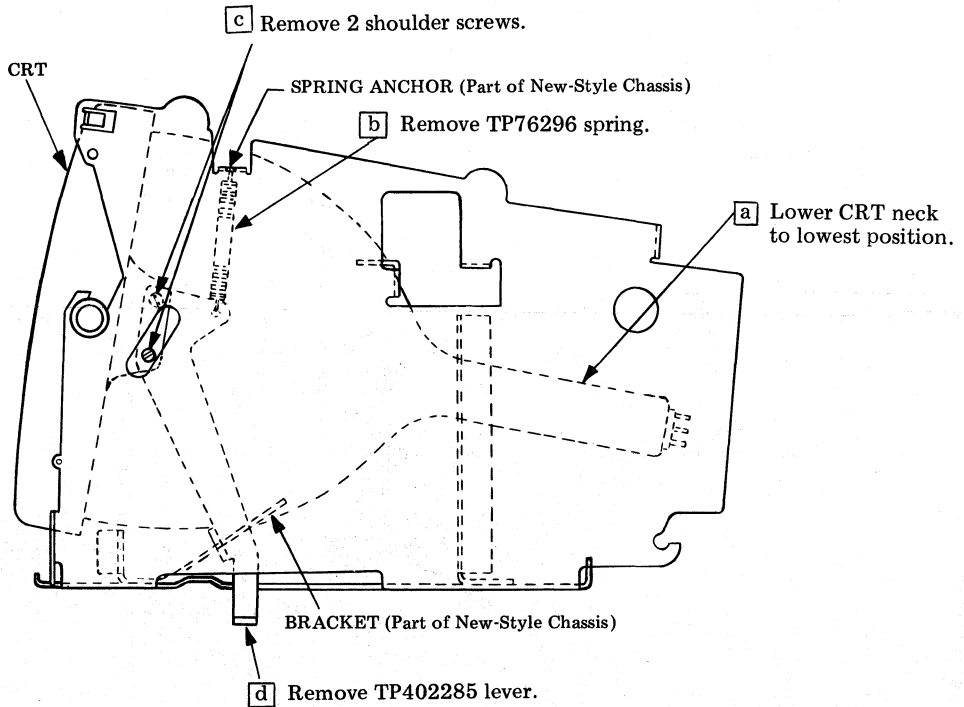 c Remove 2 shoulder screws.
CRT
SPRING ANCHOR (Part of New-Style Chassis)
b Remove TP76296 spring.
a Lower CRT neck
to lowest position.
BRACKET (Part of New-Style Chassis)
d Remove TP402285 lever.